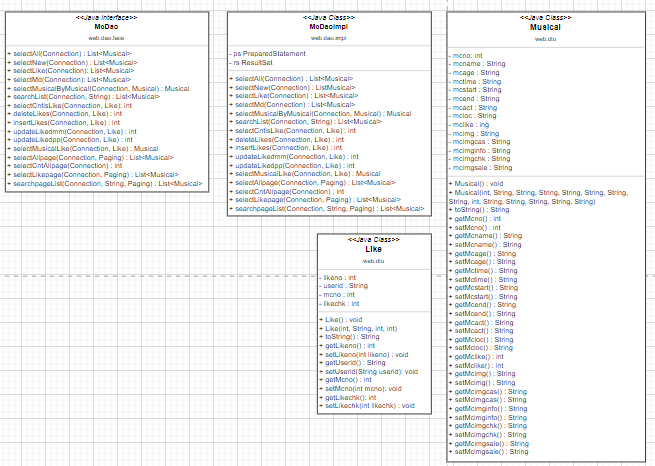 <<Java Interface>>
McDao
web.dao.face
+ selectAll(Connection) : List<Musical>
+ selectNew(Connection) : List<Musical>
+ selectLike(Connection): List<Musical>
+ selectMd(Connection): List<Musical>
+ selectMusicalByMusical(Connection, Musical) : Musical
+ searchList(Connection, String) : List<Musical>
+ selectCntisLike(Connection, Like): int
+ deleteLikes(Connection, Like) : int
+ insertLikes(Connection, Like) : int
+ updateLikedmm(Connection, Like) : int
+ updateLikedpp(Connection, Like) : int
+ selectMusicalLike(Connection, Like) : Musical
+ selectAllpage(Connection, Paging) : List<Musical>
+ selectCntAllpage(Connection) : int
+ selectLikepage(Connection, Paging) : List<Musical>
+ searchpageList(Connection, String, Paging) : List<Musical>
<<Java Class>>
McDaoImpl
web.dao.impl
- ps PreparedStatement
- rs ResultSet
+ selectAll(Connection) : List<Musical>
+ selectNew(Connection) : List<Musical>
+ selectLike(Connection) : List<Musical>
+ selectMd(Connection) : List<Musical>
+ selectMusicalByMusical(Connection, Musical) : Musical
+ searchList(Connection, String) : List<Musical>
+ selectCntisLike(Connection, Like) : int
+ deleteLikes(Connection, Like) : int
+ insertLikes(Connection, Like) : int
+ updateLikedmm(Connection, Like) : int
+ updateLikedpp(Connection, Like) : int
+ selectMusicalLike(Connection, Like) : Musical
+ selectAllpage(Connection, Paging) : List<Musical>
+ selectCntAllpage(Connection) : int
+ selectLikepage(Connection, Paging) : List<Musical>
+ searchpageList(Connection, String, Paging) : List<Musical>
<<Java Class>>
Like
web.dto
- likeno : int
- userid : String
- mcno : int
- likechk : int
+ Like() : void
+ Like(int, String, int, int)
+ toString() : String
+ getLikeno() : int
+ setLikeno(int likeno) : void
+ getUserid() : String
+ setUserid(String userid): void
+ getMcno() : int
+ setMcno(int mcno): void
+ getLikechk(): int
+ setLikechk(int likechk) : void
<<Java Class>>
Musical
web.dto
- mcno: int
- mcname : String
- mcage : String
- mctime : String
- mcstart : String
- mcend : String
- mcact : String
- mcloc : String
- mclike : ing
- mcimg : String
- mcimgcas : String
- mcimginfo : String
- mcimgchk : String
- mcimgsale : String
+ Musical() : void
+ Musical(int, String, String, String, String, String,
String, int, String, String, String, String, String)
+ toString() : String
+ getMcno() : int
+ setMcno() : int
+ getMcname() : String
+ setMcname() : String
+ getMcage() : String
+ setMcage() : String
+ getMctime() : String
+ setMctime() : String
+ getMcstart() : String
+ setMcstart() : String
+ getMcend() : String
+ setMcend() : String
+ getMcact() : String
+ setMcact() : String
+ getMcloc() : String
+ setMcloc() : String
+ getMclike() : int
+ setMclike() : int
+ getMcimg() : String
+ setMcimg() : String
+ getMcimgcas() : String
+ setMcimgcas() : String
+ getMcimginfo() : String
+ setMcimginfo() : String
+ getMcimgchk() : String
+ setMcimgchk() : String
+ getMcimgsale() : String
+ setMcimgsale() : String